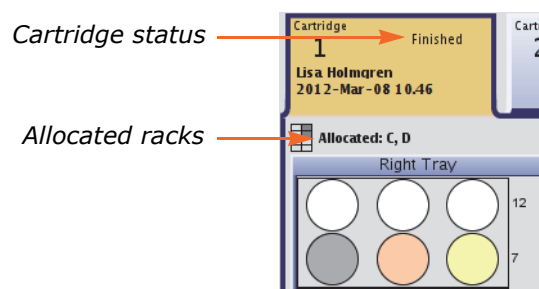 Cartridge status
Allocated racks
Cartridge
1
Finished
Lisa Holmgren
2012-Mar-08 10.46
Allocated: C, D
Right Tray
12
7